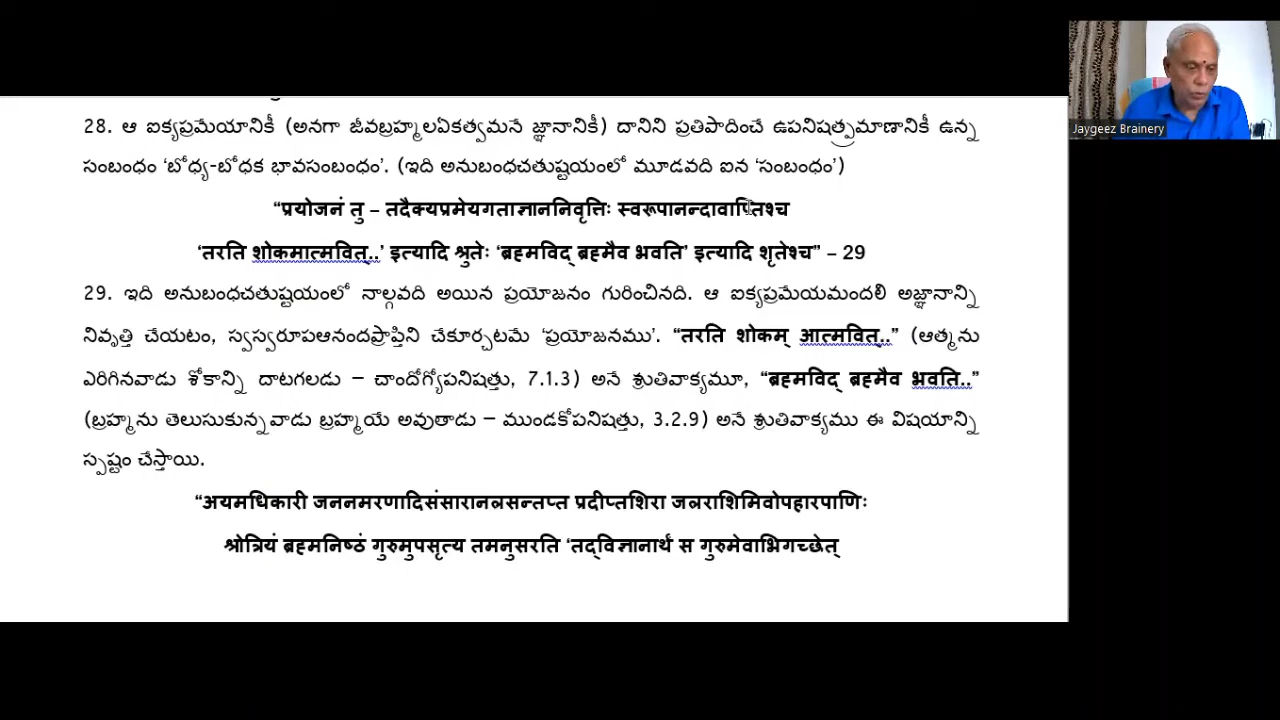 28. ఆ ఐక్యప్రమేయానికీ (అనగా జీవబ్రహ్మలఏకత్వమనే జ్ఞానానికీ) దానిని ప్రతిపాదించే ఉపనిషత్ప్రమాణానికీ ఉన్న
సంబంధం 'బోధ్య-బోధక భావసంబంధం'. (ఇది అనుబంధచతుష్టయంలో మూడవది ఐన 'సంబంధం')
“प्रयोजनं तु – तदैक्यप्रमेयगताज्ञाननिवृत्तिः स्वरूपानन्दावाप्तिश्च
'तरति शोकमात्मवित्..' इत्यादि श्रुतेः 'ब्रह्मविद् ब्रह्मैव भवति' इत्यादि शृतेश्च” – 29
29. ఇది అనుబంధచతుష్టయంలో నాల్గవది అయిన ప్రయోజనం గురించినది. ఆ ఐక్యప్రమేయమందలి అజ్ఞానాన్ని
నివృత్తి చేయటం, స్వస్వరూపఆనందప్రాప్తిని చేకూర్చటమే 'ప్రయోజనము'. “तरति शोकम् आत्मवित्..” (ఆత్మను
ఎరిగినవాడు శోకాన్ని దాటగలడు – చాందోగ్యోపనిషత్తు, 7.1.3) అనే శ్రుతివాక్యమూ, “ब्रह्मविद् ब्रह्मैव भवति..”
(బ్రహ్మను తెలుసుకున్నవాడు బ్రహ్మయే అవుతాడు – ముండకోపనిషత్తు, 3.2.9) అనే శ్రుతివాక్యము ఈ విషయాన్ని
స్పష్టం చేస్తాయి.
“अयमधिकारी जननमरणादिसंसारानलसन्तप्त प्रदीप्तशिरा जलराशिमिवोपहारपाणिः
श्रोत्रियं ब्रह्मनिष्ठं गुरुमुपसृत्य तमनुसरति 'तद्विज्ञानार्थं स गुरुमेवाभिगच्छेत्
Jaygeez Brainery